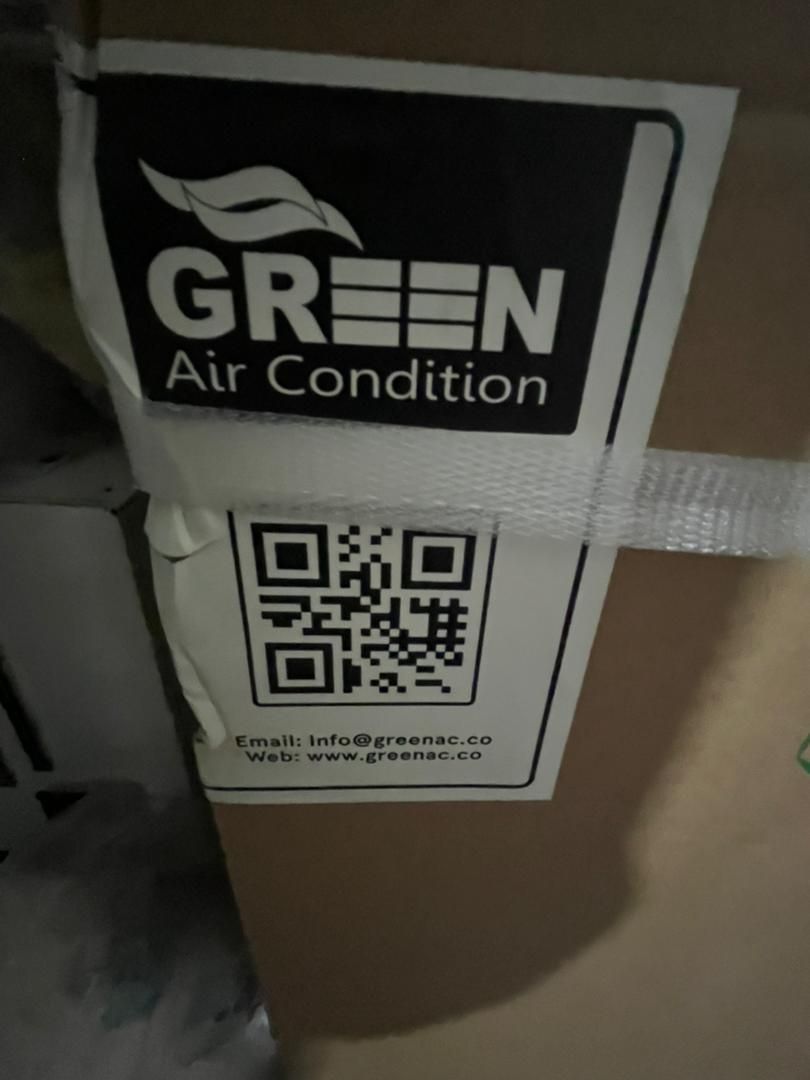 GREEN
Air Condition
Email: Info@greenac.co
Web: www.greenac.co